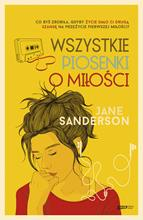 CO BYŚ ZROBIŁA, GDYBY ŻYCIE DAŁO CI DRUGĄ
SZANSĘ NA PRZEŻYCIE PIERWSZEJ MIŁOŚCI?
WSZYSTKIE
PIOSENKI
O MIŁOŚCI
JANE
SANDERSON